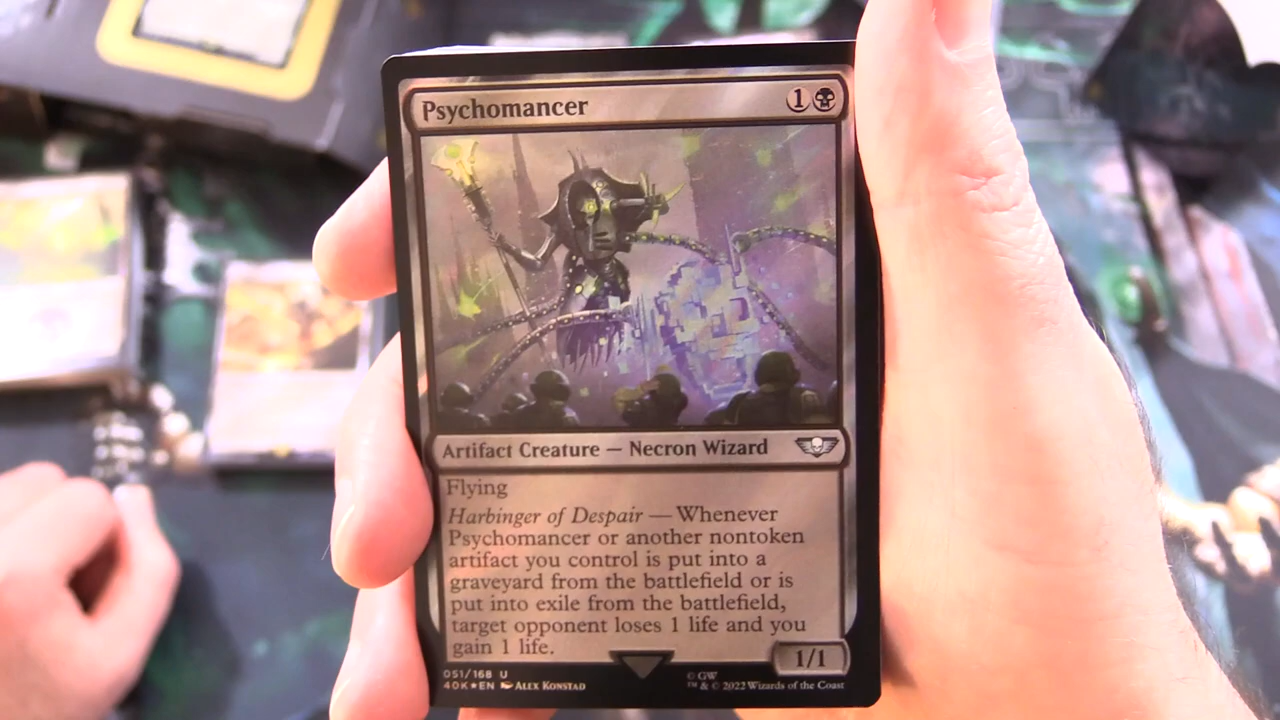 Psychomancer 1
Artifact Creature — Necron Wizard
Flying
Harbinger of Despair — Whenever
Psychomancer or another nontoken
artifact you control is put into a
graveyard from the battlefield or is
put into exile from the battlefield,
target opponent loses 1 life and you
gain 1 life.
1/1
051/168 U
40K★EN Alex Konstad
© GW
™ & © 2022 Wizards of the Coast